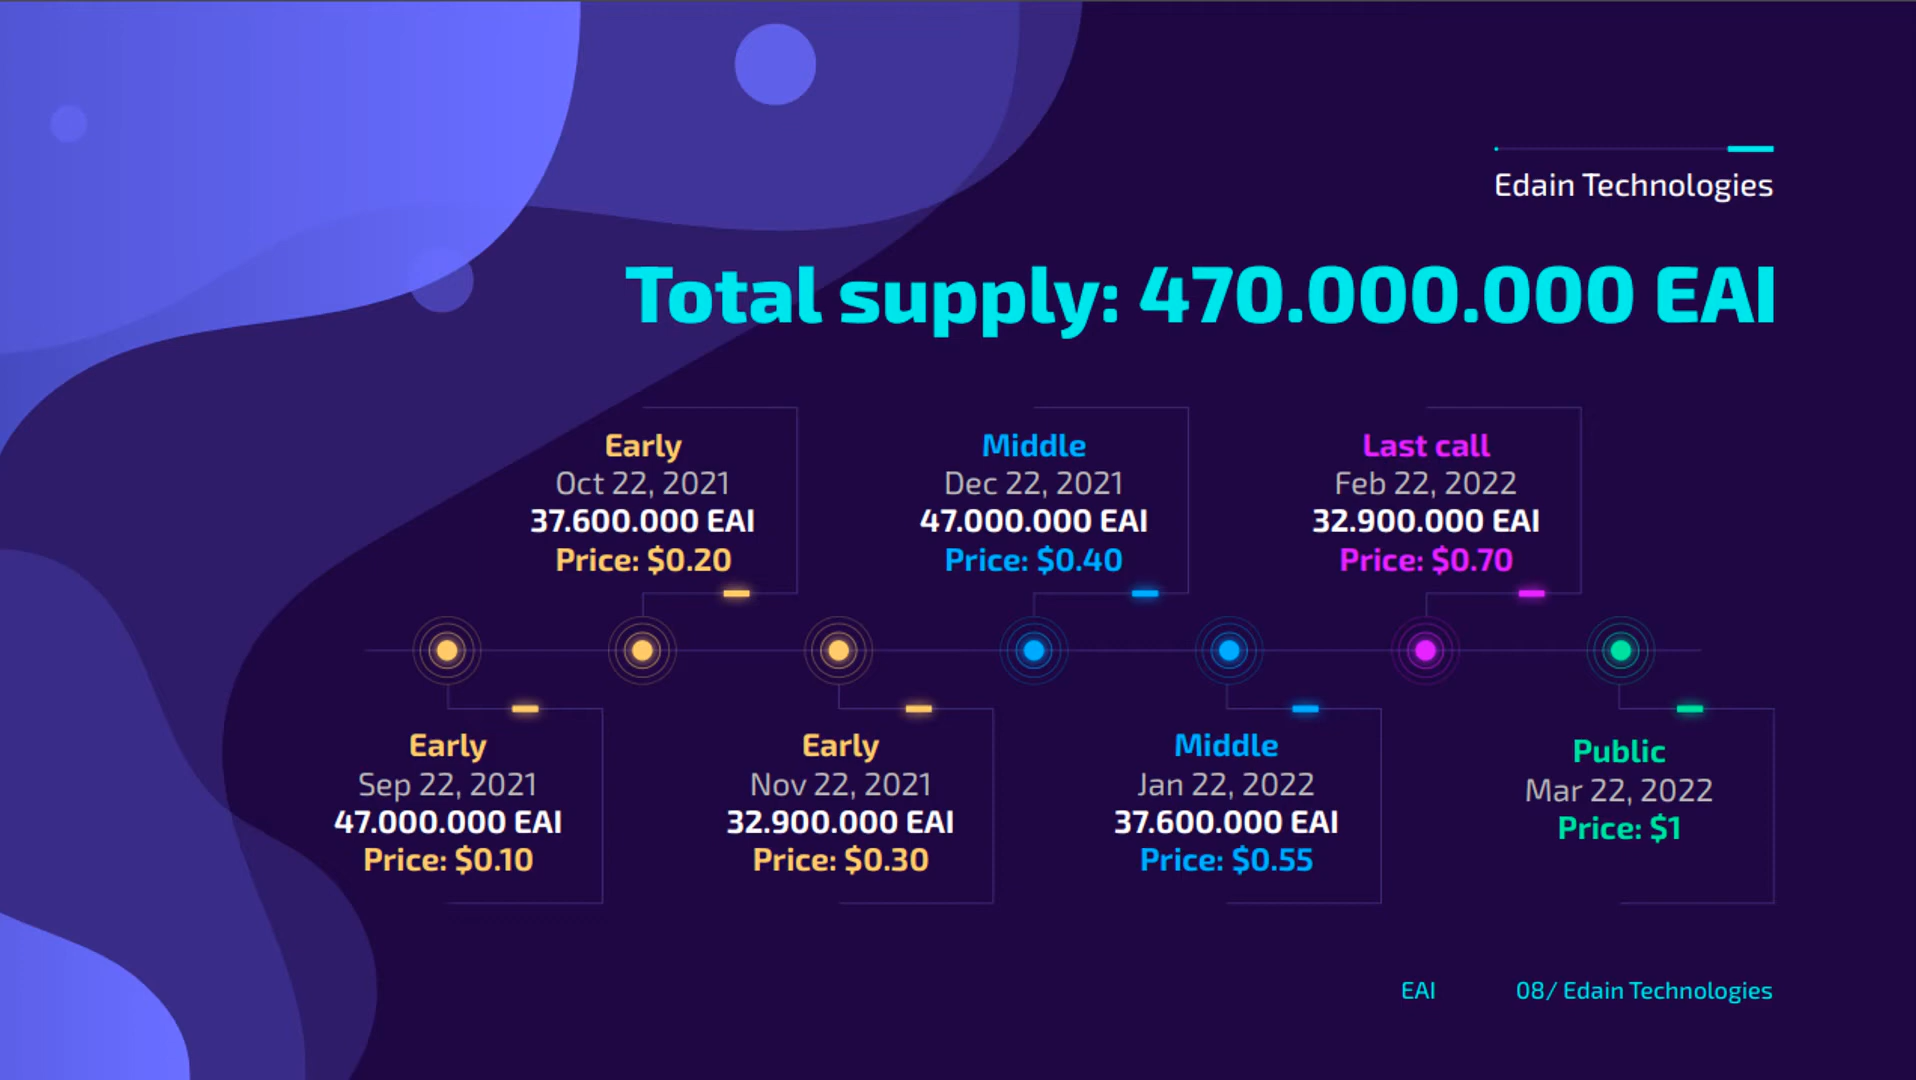 Edain Technologies
Total supply: 470.000.000 EAI
Early
Oct 22, 2021
37.600.000 EAI
Price: $0.20
Middle
Dec 22, 2021
47.000.000 EAI
Price: $0.40
Last call
Feb 22, 2022
32.900.000 EAI
Price: $0.70
Early
Sep 22, 2021
47.000.000 EAI
Price: $0.10
Early
Nov 22, 2021
32.900.000 EAI
Price: $0.30
Middle
Jan 22, 2022
37.600.000 EAI
Price: $0.55
Public
Mar 22, 2022
Price: $1
EAI
08/ Edain Technologies